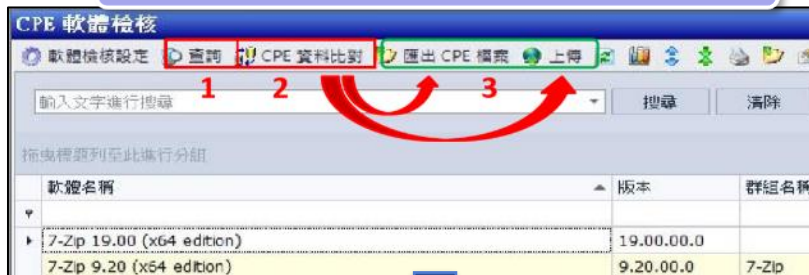 CPE 軟體檢核
軟體檢核設定 查詢 CPE 資料比對 匯出 CPE 檔案 上傳
1 2 3
輸入文字進行搜尋 搜尋 清除
拖曳標題列至此進行分組
軟體名稱 版本 群組名稱
7-Zip 19.00 (x64 edition) 19.00.00.0
7-Zip 9.20 (x64 edition) 9.20.00.0 7-Zip